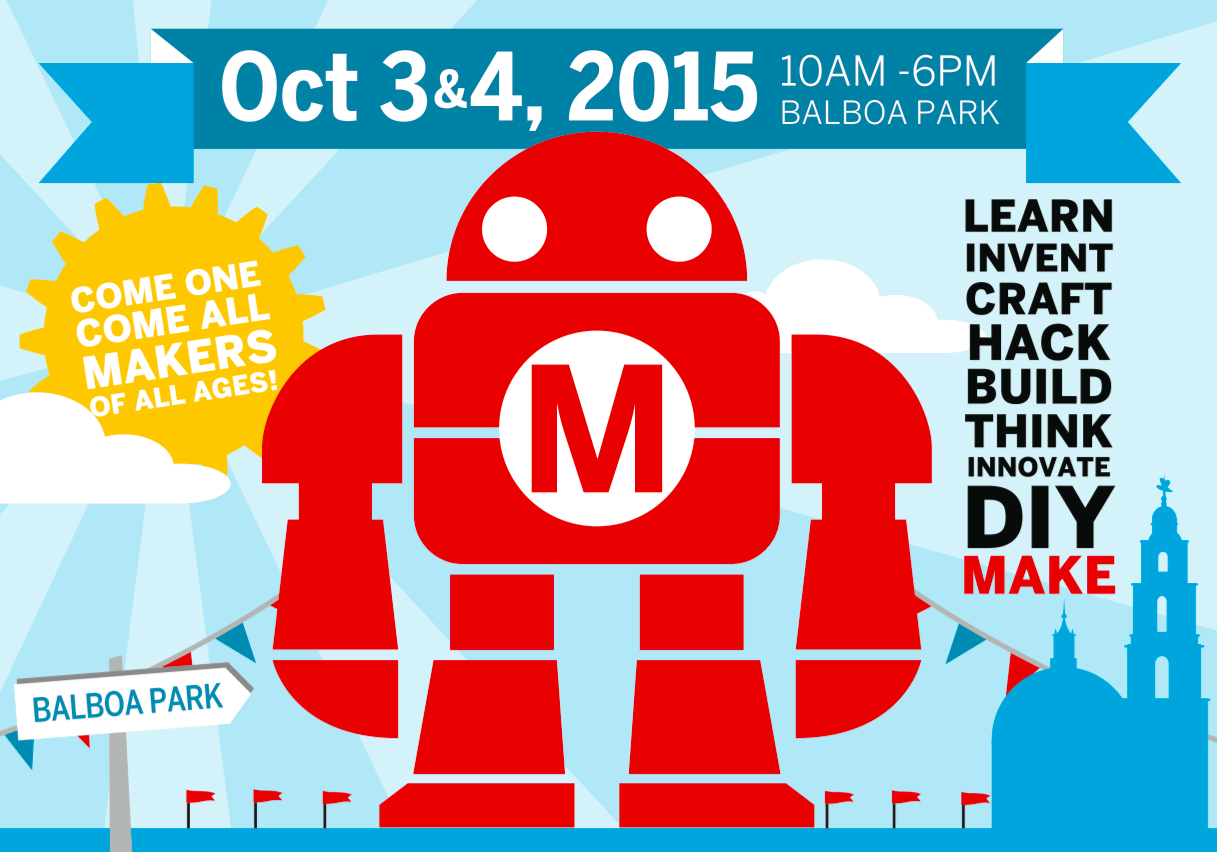 Oct 3&4, 2015
10AM -6PM
BALBOA PARK
COME ONE
COME ALL
MAKERS
OF ALL AGES!
M
LEARN
INVENT
CRAFT
HACK
BUILD
THINK
INNOVATE
DIY
MAKE
BALBOA PARK